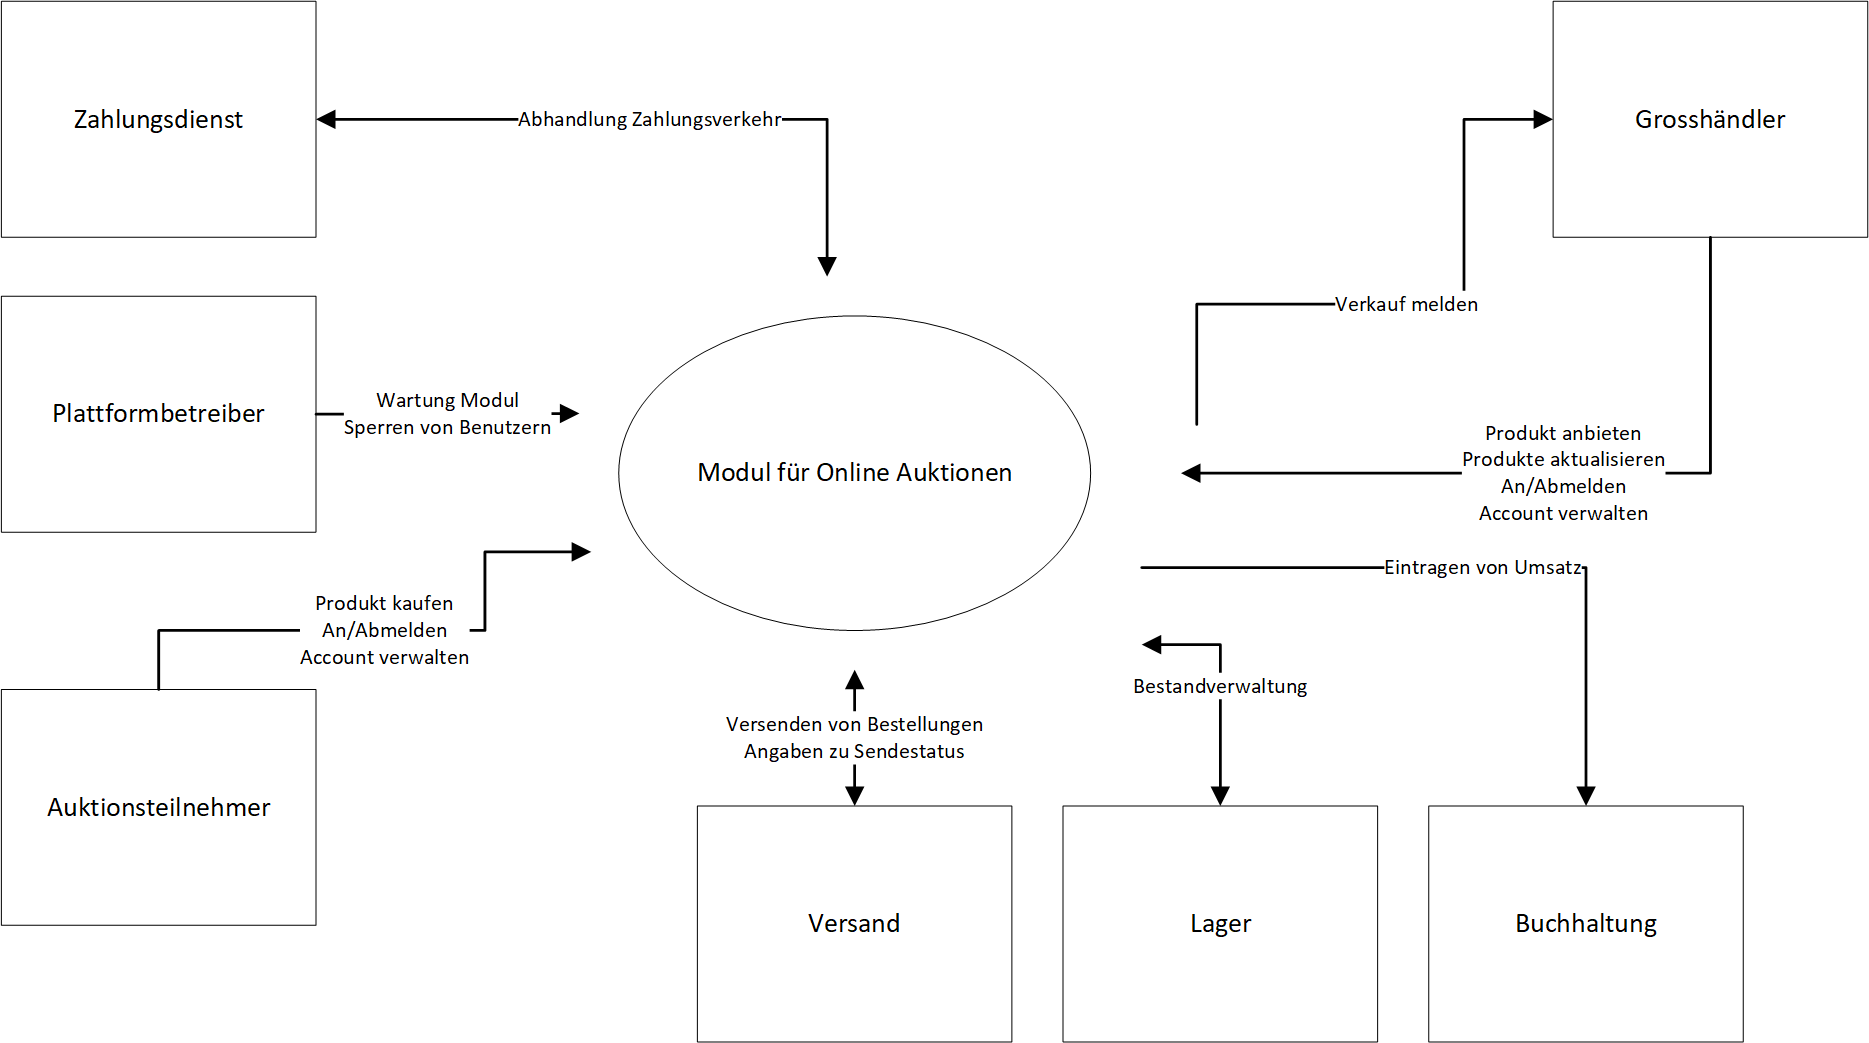 Zahlungsdienst
Abhandlung Zahlungsverkehr
Grosshändler
Verkauf melden
Plattformbetreiber
Wartung Modul
Sperren von Benutzern
Modul für Online Auktionen
Produkt anbieten
Produkte aktualisieren
An/Abmelden
Account verwalten
Eintragen von Umsatz
Produkt kaufen
An/Abmelden
Account verwalten
Bestandverwaltung
Versenden von Bestellungen
Angaben zu Sendestatus
Auktionsteilnehmer
Versand
Lager
Buchhaltung